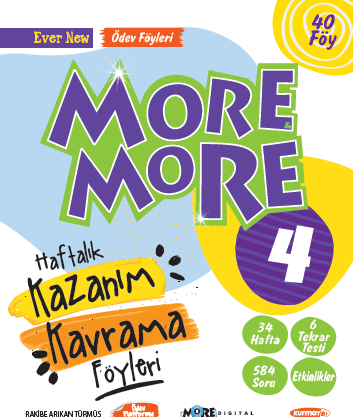 Ever New
Ödev Föyleri
40
Föy
MORE
MORE
4
Haftalık
Kazanım
Kavrama
Föyleri
34
Hafta
6
Tekrar
Testi
584
Soru
Etkinlikler
RAKİBE ARIKAN TÜRMÜŞ
MORE DIGITAL
kurmay